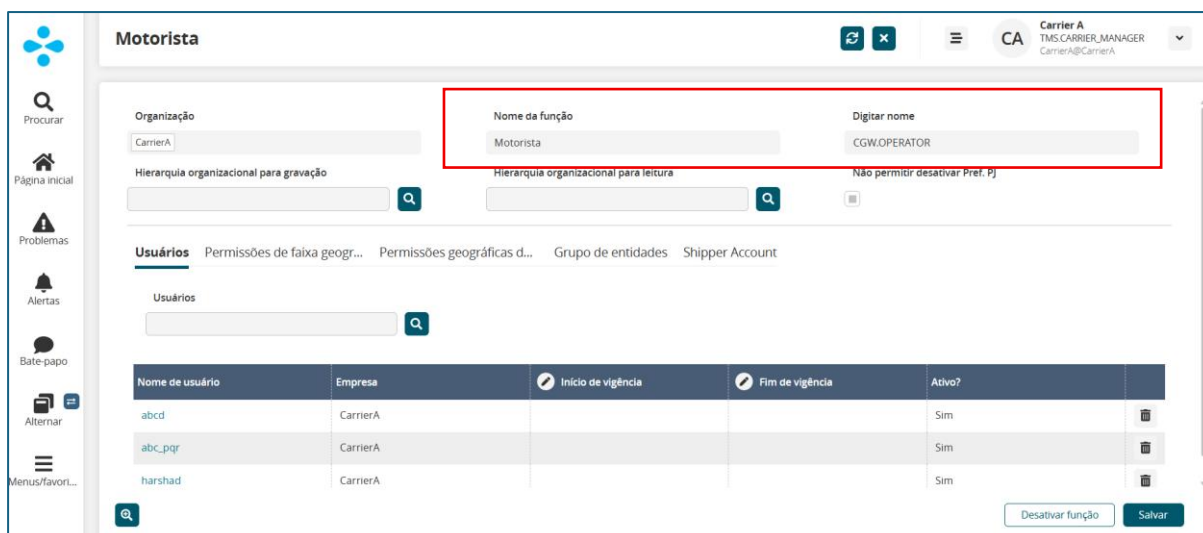 Motorista
CA
Carrier A
TMS.CARRIER_MANAGER
CarrierA@CarrierA
Procurar
Página inicial
Problemas
Alertas
Bate-papo
Alternar
Menus/favori...
Organização
Nome da função
Digitar nome
CarrierA
Motorista
CGW.OPERATOR
Hierarquia organizacional para gravação
Hierarquia organizacional para leitura
Não permitir desativar Pref. PJ
Usuários
Permissões de faixa geogr...
Permissões geográficas d...
Grupo de entidades
Shipper Account
Usuários
Nome de usuário
Empresa
Início de vigência
Fim de vigência
Ativo?
abcd
CarrierA
Sim
abc_pqr
CarrierA
Sim
harshad
CarrierA
Sim
Desativar função
Salvar